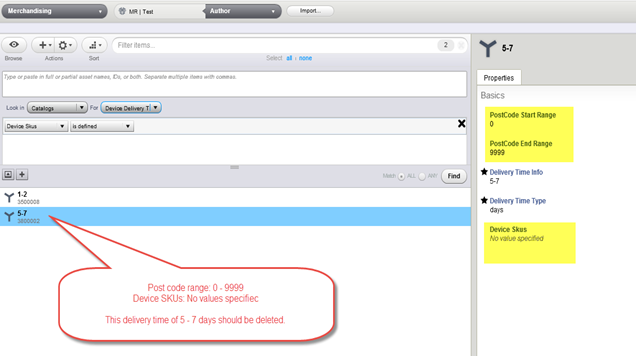 Merchandising
MR | Test
Author
Import...
Browse
Actions
Sort
Filter items...
2
Select: all | none
Type or paste in full or partial asset names, IDs, or both. Separate multiple items with commas.
Look in
Catalogs
For
Device Delivery T
Device Skus
is defined
Match
ALL
ANY
Find
1-2
3500008
5-7
3800002
Post code range: 0 - 9999
Device SKUs: No values specifiec
This delivery time of 5 - 7 days should be deleted.
5-7
Properties
Basics
PostCode Start Range
0
PostCode End Range
9999
Delivery Time Info
5-7
Delivery Time Type
days
Device Skus
No value specified